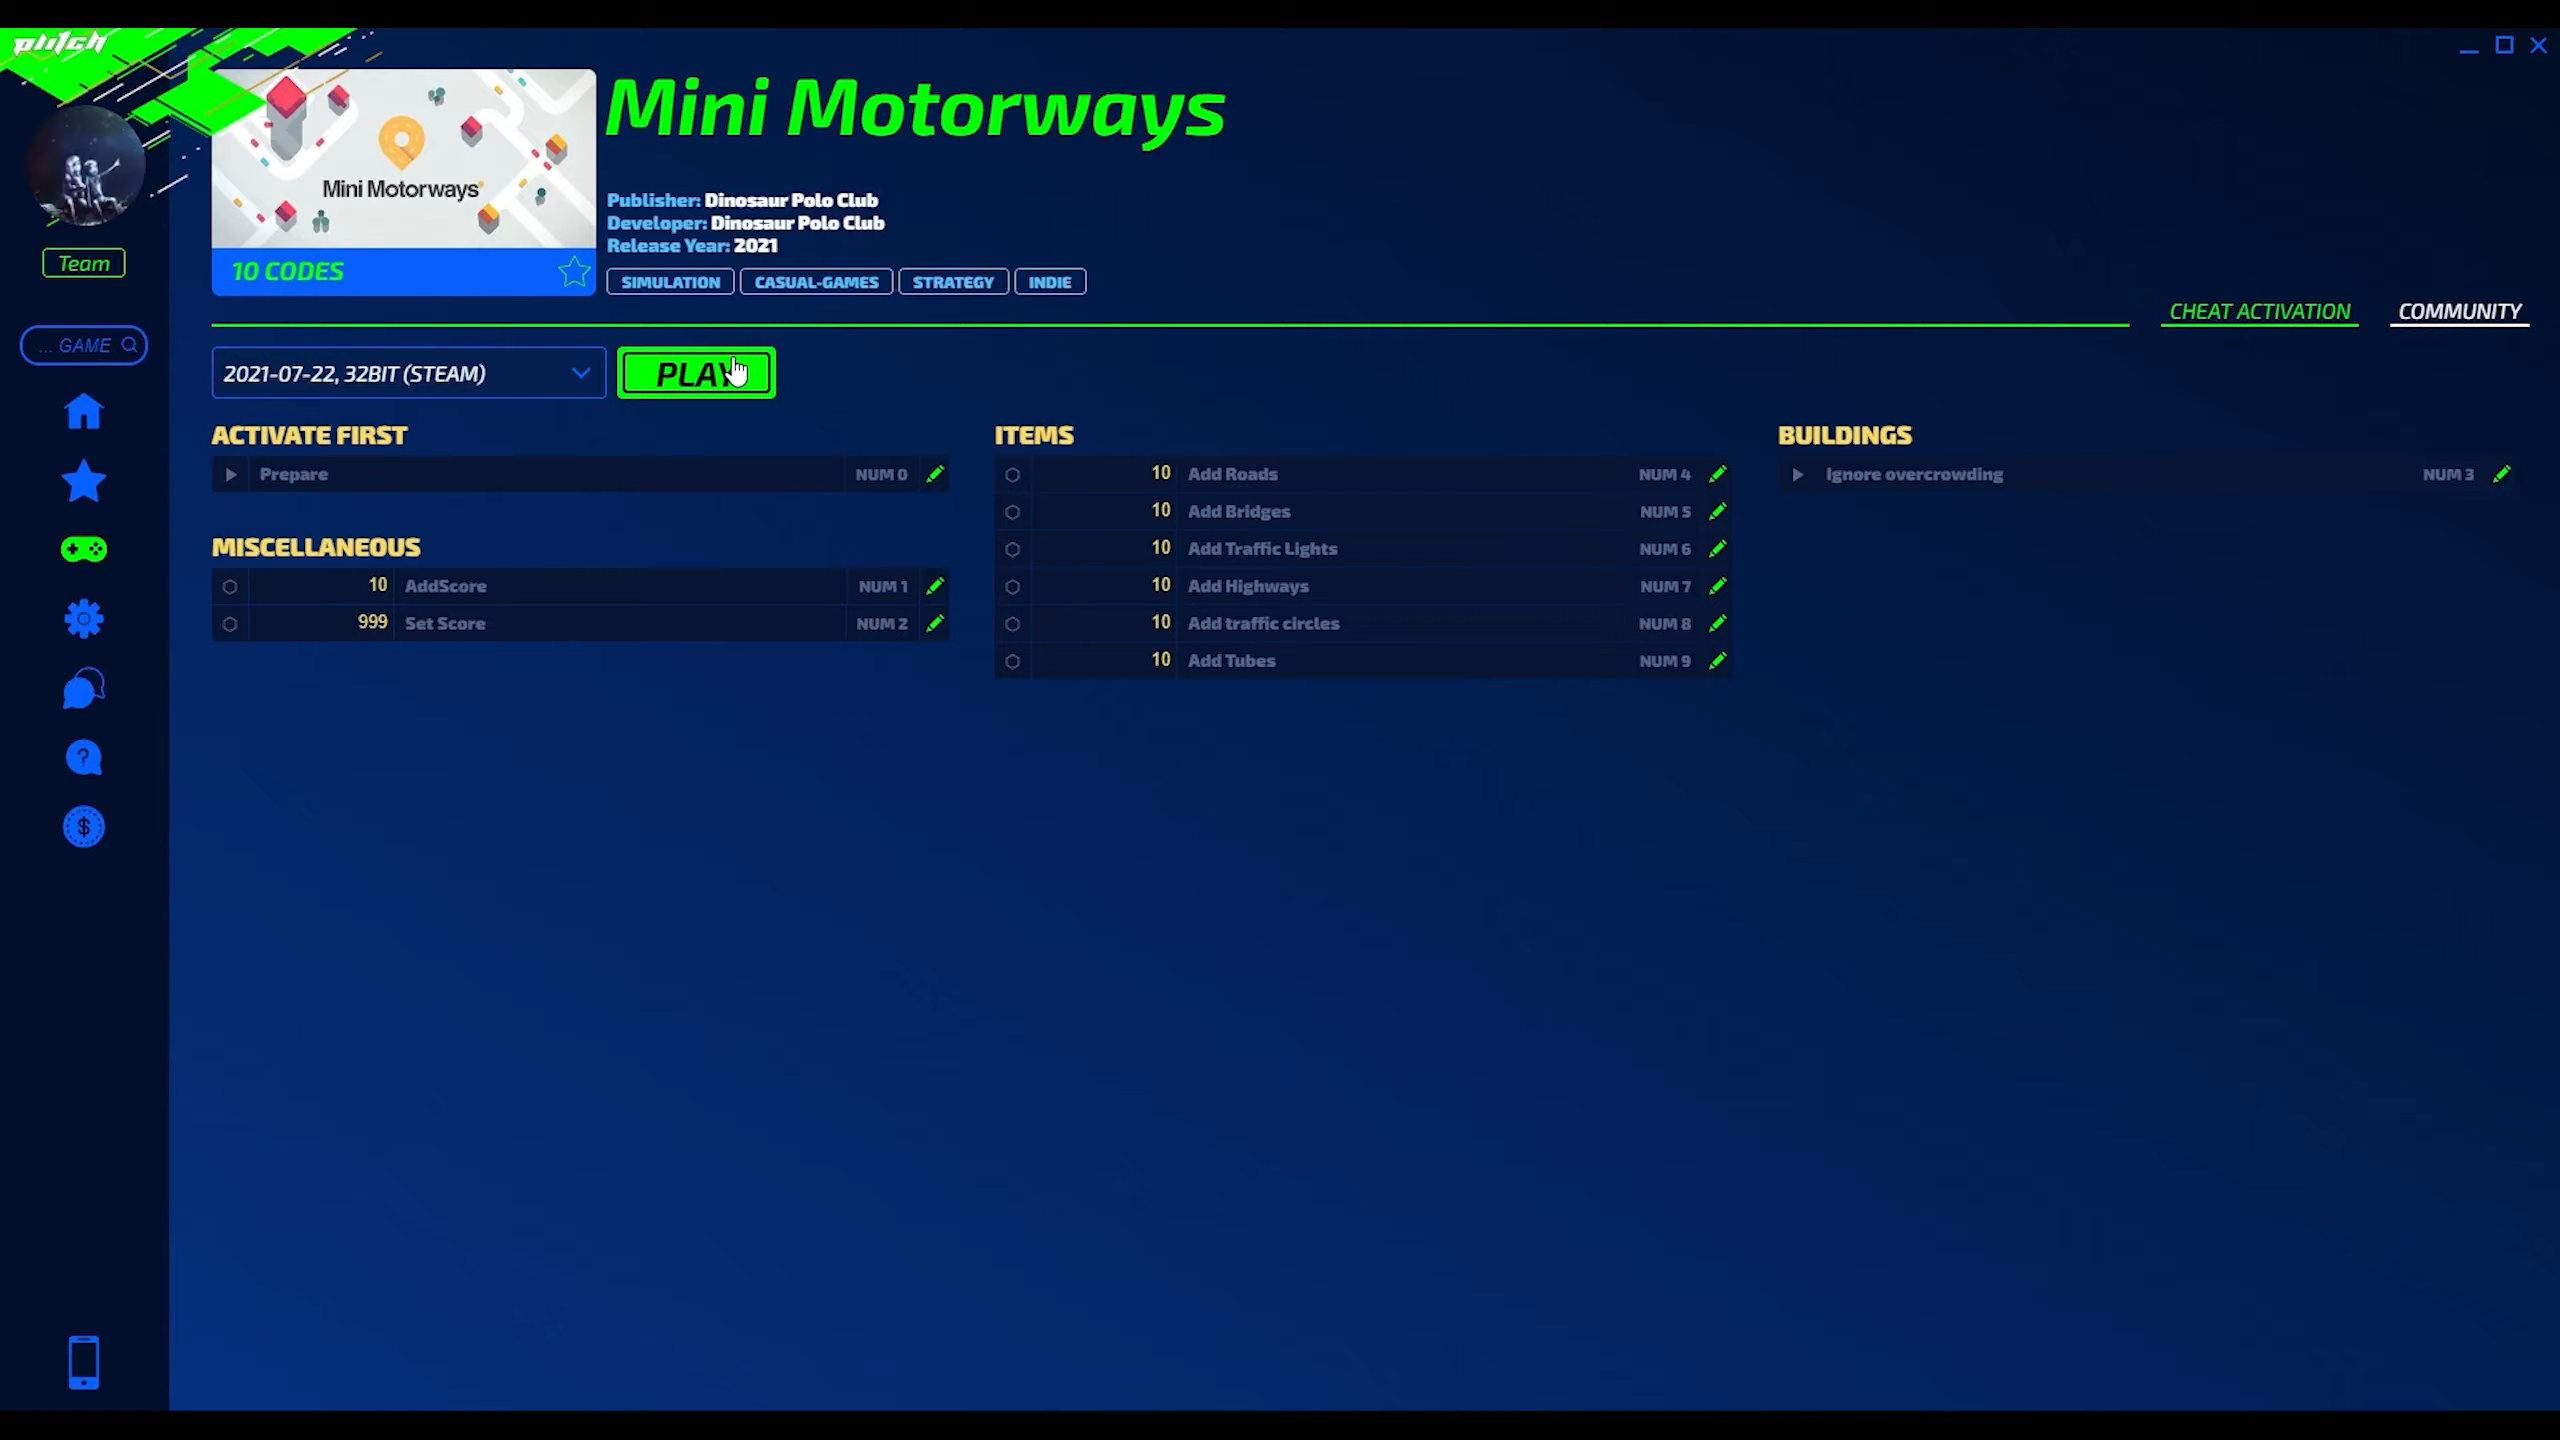 plitch
Mini Motorways
Mini Motorways
Publisher: Dinosaur Polo Club
Developer: Dinosaur Polo Club
Release Year: 2021
Team
10 CODES
SIMULATION CASUAL-GAMES STRATEGY INDIE
CHEAT ACTIVATION COMMUNITY
... GAME
2021-07-22, 32BIT (STEAM) PLAY
ACTIVATE FIRST
Prepare NUM 0
MISCELLANEOUS
10 AddScore NUM 1
999 Set Score NUM 2
ITEMS
10 Add Roads NUM 4
10 Add Bridges NUM 5
10 Add Traffic Lights NUM 6
10 Add Highways NUM 7
10 Add traffic circles NUM 8
10 Add Tubes NUM 9
BUILDINGS
Ignore overcrowding NUM 3